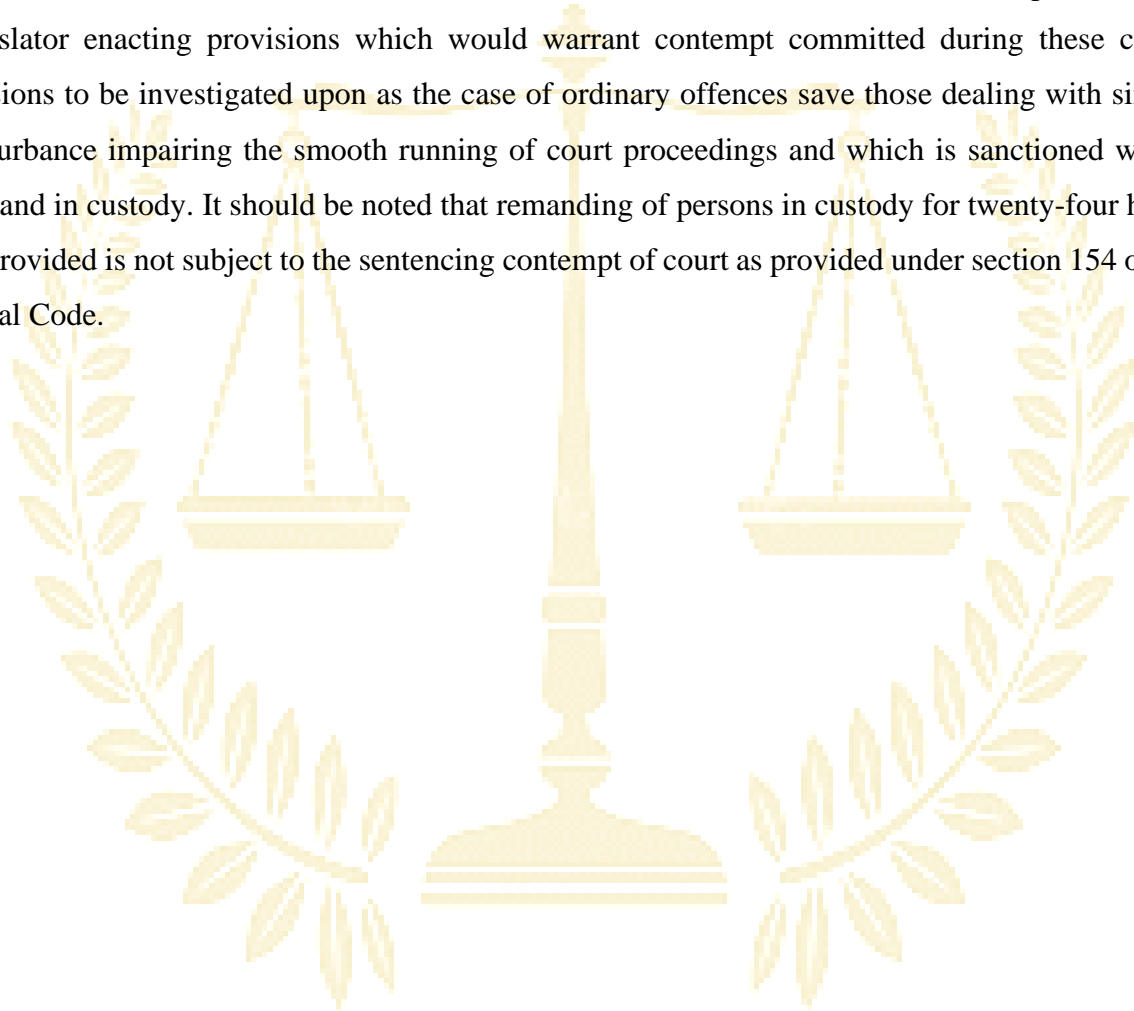 slator enacting provisions which would warrant contempt committed during these c
sions to be investigated upon as the case of ordinary offences save those dealing with si
urbance impairing the smooth running of court proceedings and which is sanctioned w
and in custody. It should be noted that remanding of persons in custody for twenty-four h
rovided is not subject to the sentencing contempt of court as provided under section 154 o
al Code.